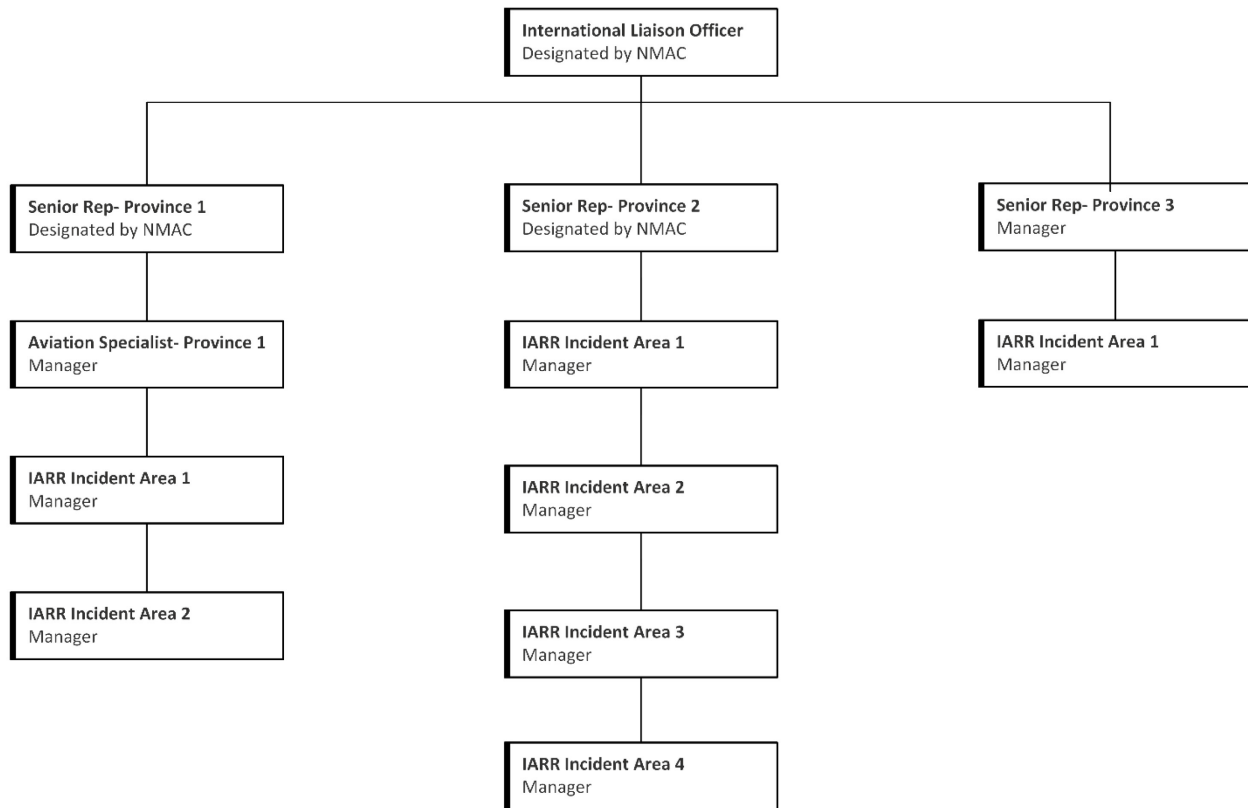 International Liaison Officer
Designated by NMAC
Senior Rep- Province 1
Designated by NMAC
Senior Rep- Province 2
Designated by NMAC
Senior Rep- Province 3
Manager
Aviation Specialist- Province 1
Manager
IARR Incident Area 1
Manager
IARR Incident Area 1
Manager
IARR Incident Area 1
Manager
IARR Incident Area 2
Manager
IARR Incident Area 2
Manager
IARR Incident Area 3
Manager
IARR Incident Area 4
Manager